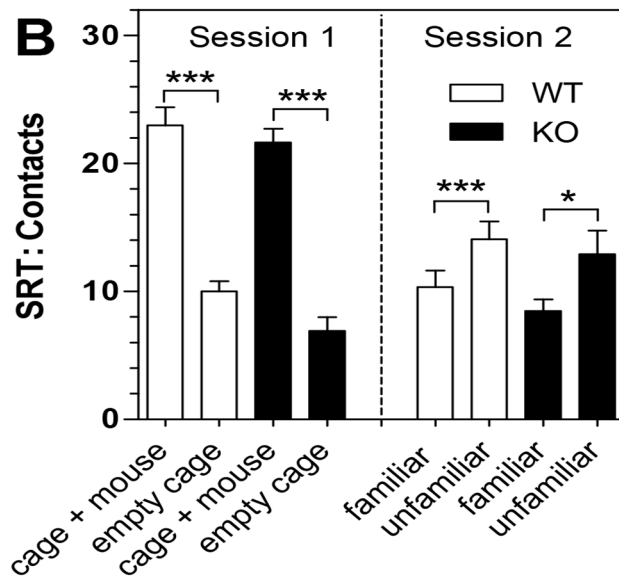 B
Session 1
Session 2
WT
KO
SRT: Contacts
30
20
10
0
***
***
***
*
cage + mouse
empty cage
cage + mouse
empty cage
familiar
unfamiliar
familiar
unfamiliar